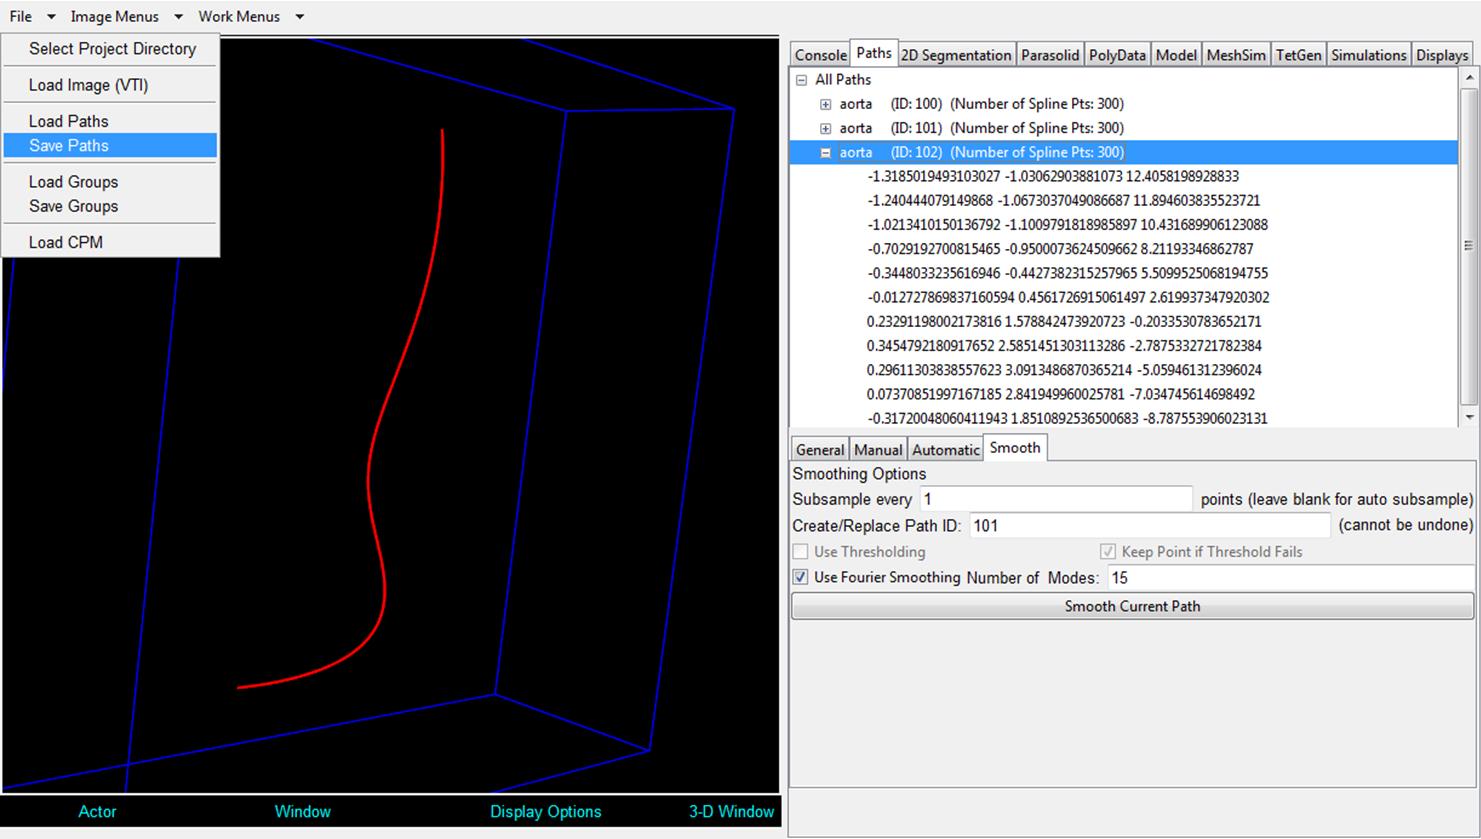 File Image Menus Work Menus
Select Project Directory
Load Image (VTI)
Load Paths
Save Paths
Load Groups
Save Groups
Load CPM
Actor Window Display Options 3-D Window
Console Paths 2D Segmentation Parasolid PolyData Model MeshSim TetGen Simulations Displays
All Paths
aorta (ID: 100) (Number of Spline Pts: 300)
aorta (ID: 101) (Number of Spline Pts: 300)
aorta (ID: 102) (Number of Spline Pts: 300)
-1.3185019493103027 -1.03062903881073 12.4058198928833
-1.240444079149868 -1.0673037049086687 11.894603835523721
-1.0213410150136792 -1.1009791818985897 10.431689906123088
-0.7029192700815465 -0.9500073624509662 8.21193346862787
-0.3448033235616946 -0.4427382315257965 5.5099525068194755
-0.012727869837160594 0.4561726915061497 2.619937347920302
0.23291198002173816 1.578842473920723 -0.2033530783652171
0.3454792180917652 2.5851451303113286 -2.7875332721782384
0.29611303838557623 3.0913486870365214 -5.059461312396024
0.07370851997167185 2.841949960025781 -7.034745614698492
-0.31720048060411943 1.8510892536500683 -8.787553906023131
General Manual Automatic Smooth
Smoothing Options
Subsample every 1 points (leave blank for auto subsample)
Create/Replace Path ID: 101 (cannot be undone)
Use Thresholding Keep Point if Threshold Fails
Use Fourier Smoothing Number of Modes: 15
Smooth Current Path